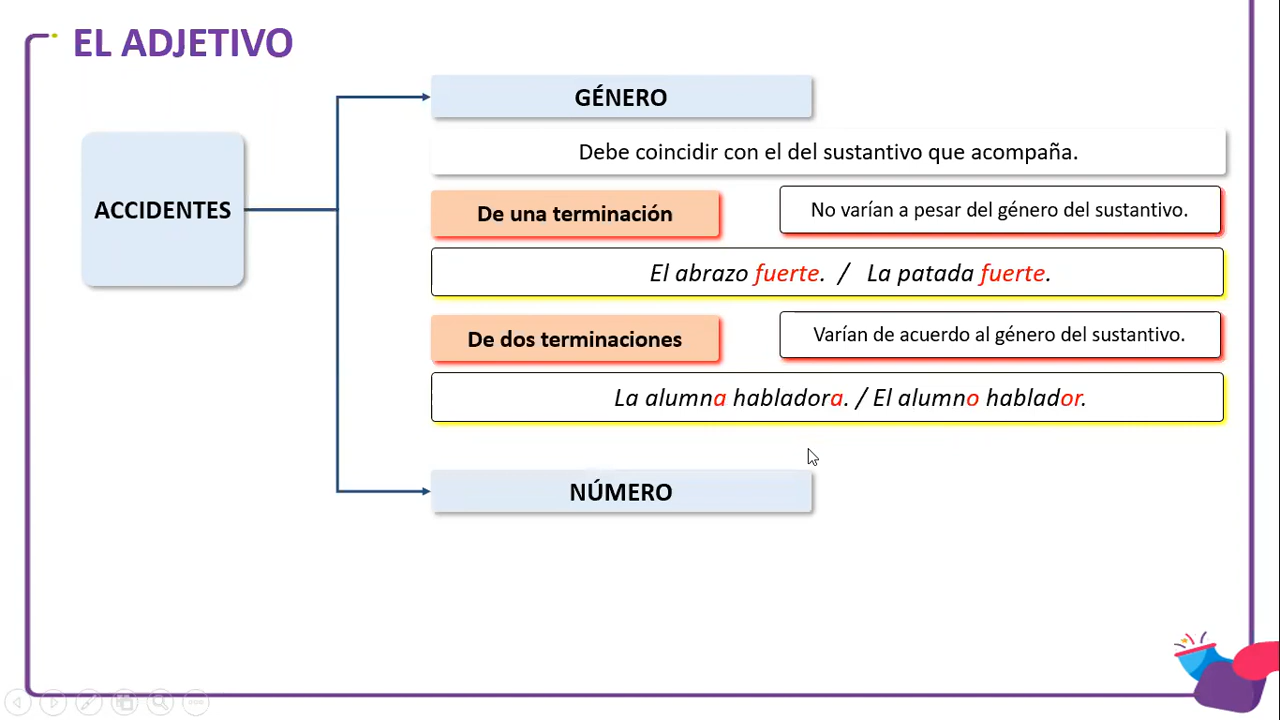 EL ADJETIVO
ACCIDENTES
GÉNERO
Debe coincidir con el del sustantivo que acompaña.
De una terminación
No varían a pesar del género del sustantivo.
El abrazo fuerte. / La patada fuerte.
De dos terminaciones
Varían de acuerdo al género del sustantivo.
La alumna habladora. / El alumno hablador.
NÚMERO